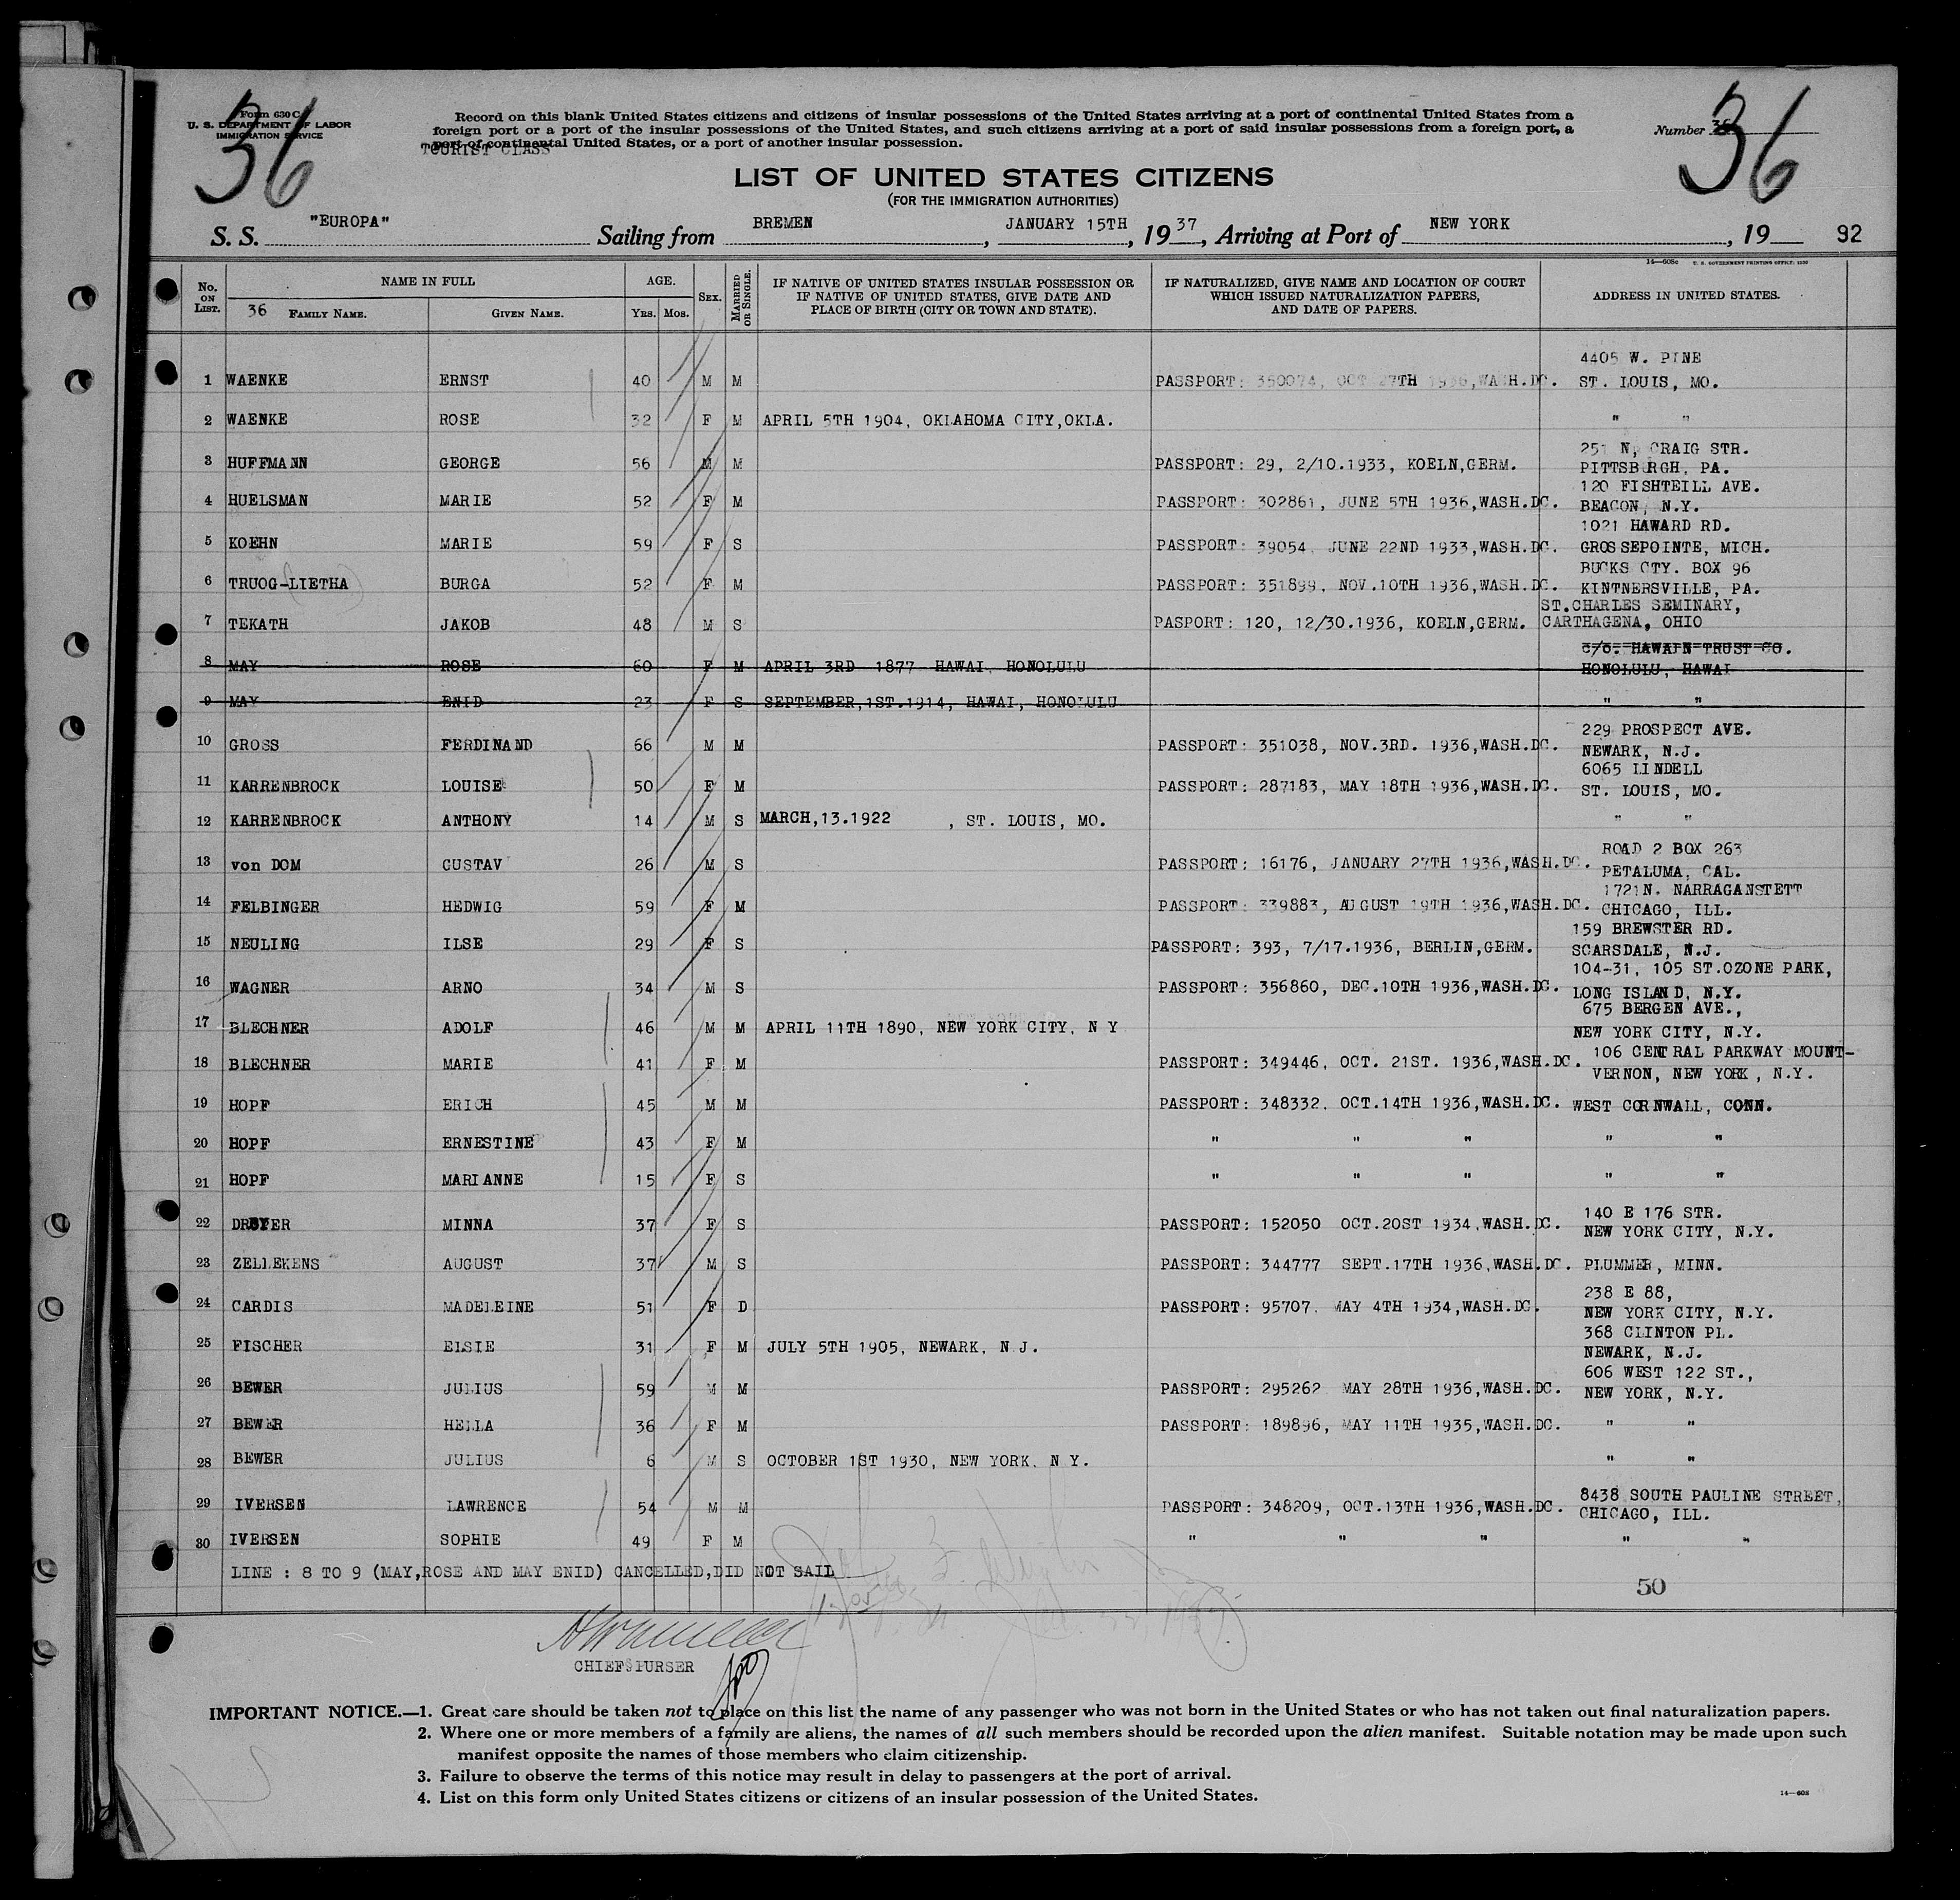 36
Form 630 C
U. S. DEPARTMENT OF LABOR
IMMIGRATION SERVICE
Record on this blank United States citizens and citizens of insular possessions of the United States arriving at a port of continental United States from a
foreign port or a port of the insular possessions of the United States, and such citizens arriving at a port of said insular possessions from a foreign port, a
port of continental United States, or a port of another insular possession.
TOURIST CLASS
Number 36
36
LIST OF UNITED STATES CITIZENS
(FOR THE IMMIGRATION AUTHORITIES)
S. S. "EUROPA" Sailing from BREMEN, JANUARY 15TH, 1937, Arriving at Port of NEW YORK, 19 92
14—608c U. S. GOVERNMENT PRINTING OFFICE: 1930
No. ON LIST. NAME IN FULL AGE. SEX. MARRIED OR SINGLE. IF NATIVE OF UNITED STATES INSULAR POSSESSION OR IF NATIVE OF UNITED STATES, GIVE DATE AND PLACE OF BIRTH (CITY OR TOWN AND STATE). IF NATURALIZED, GIVE NAME AND LOCATION OF COURT WHICH ISSUED NATURALIZATION PAPERS, AND DATE OF PAPERS. ADDRESS IN UNITED STATES.
36 FAMILY NAME. GIVEN NAME. YRS. MOS.
4405 W. PINE
1 WAENKE ERNST 40 M M PASSPORT: 350074, OCT 27TH 1936,WASH.DC. ST. LOUIS, MO.
2 WAENKE ROSE 32 F M APRIL 5TH 1904, OKLAHOMA CITY,OKLA. " "
251 N, CRAIG STR.
3 HUFFMANN GEORGE 56 M M PASSPORT: 29, 2/10.1933, KOELN,GERM. PITTSBURGH, PA.
120 FISHTEILL AVE.
4 HUELSMAN MARIE 52 F M PASSPORT: 302861, JUNE 5TH 1936,WASH.DC. BEACON, N.Y.
1021 HAWARD RD.
5 KOEHN MARIE 59 F S PASSPORT: 39054, JUNE 22ND 1933,WASH.DC. GROSSEPOINTE, MICH.
BUCKS CTY. BOX 96
6 TRUOG-LIETHA BURGA 52 F M PASSPORT: 351899, NOV.10TH 1936,WASH.DC. KINTNERSVILLE, PA.
ST.CHARLES SEMINARY,
7 TEKATH JAKOB 48 M S PASPORT: 120, 12/30.1936, KOELN,GERM. CARTHAGENA, OHIO
c/o. HAWAIN TRUST CO.
8 MAY ROSE 60 F M APRIL 3RD 1877 HAWAI, HONOLULU HONOLULU, HAWAI
9 MAY ENID 23 F S SEPTEMBER,1ST.1914, HAWAI, HONOLULU " "
229 PROSPECT AVE.
10 GROSS FERDINAND 66 M M PASSPORT: 351038, NOV.3RD. 1936,WASH.DC. NEWARK, N.J.
6065 LINDELL
11 KARRENBROCK LOUISE 50 F M PASSPORT: 287183, MAY 18TH 1936,WASH.DC. ST. LOUIS, MO.
12 KARRENBROCK ANTHONY 14 M S MARCH,13.1922 , ST. LOUIS, MO. " "
ROAD 2 BOX 263
13 von DOM GUSTAV 26 M S PASSPORT: 16176, JANUARY 27TH 1936,WASH.DC. PETALUMA, CAL.
1721N. NARRAGANSTETT
14 FELBINGER HEDWIG 59 F M PASSPORT: 339883, AUGUST 19TH 1936,WASH.DC. CHICAGO, ILL.
159 BREWSTER RD.
15 NEULING ILSE 29 F S PASSPORT: 393, 7/17.1936, BERLIN,GERM. SCARSDALE, N.J.
104-31, 105 ST.OZONE PARK,
16 WAGNER ARNO 34 M S PASSPORT: 356860, DEC.10TH 1936,WASH.DC. LONG ISLAND, N.Y.
675 BERGEN AVE.,
17 BLECHNER ADOLF 46 M M APRIL 11TH 1890, NEW YORK CITY, N Y NEW YORK CITY, N.Y.
106 CENTRAL PARKWAY MOUNT-
18 BLECHNER MARIE 41 F M PASSPORT: 349446, OCT. 21ST. 1936,WASH.DC. VERNON, NEW YORK, N.Y.
19 HOPF ERICH 45 M M PASSPORT: 348332, OCT.14TH 1936,WASH.DC. WEST CORNWALL, CONN.
20 HOPF ERNESTINE 43 F M " " " " "
21 HOPF MARIANNE 15 F S " " " " "
140 E 176 STR.
22 DREYER MINNA 37 F S PASSPORT: 152050 OCT.20ST 1934,WASH.DC. NEW YORK CITY, N.Y.
23 ZELLEKENS AUGUST 37 M S PASSPORT: 344777 SEPT.17TH 1936,WASH.DC. PLUMMER, MINN.
238 E 88,
24 CARDIS MADELEINE 51 F D PASSPORT: 95707, MAY 4TH 1934,WASH.DC. NEW YORK CITY, N.Y.
368 CLINTON PL.
25 FISCHER ELSIE 31 F M JULY 5TH 1905, NEWARK, N.J. NEWARK, N.J.
606 WEST 122 ST.,
26 BEWER JULIUS 59 M M PASSPORT: 295262 MAY 28TH 1936,WASH.DC. NEW YORK, N.Y.
27 BEWER HELLA 36 F M PASSPORT: 189896, MAY 11TH 1935,WASH.DC. " "
28 BEWER JULIUS 6 M S OCTOBER 1ST 1930, NEW YORK, N.Y. " "
8438 SOUTH PAULINE STREET,
29 IVERSEN LAWRENCE 54 M M PASSPORT: 348209, OCT.13TH 1936,WASH.DC. CHICAGO, ILL.
30 IVERSEN SOPHIE 49 F M " " " " "
LINE : 8 TO 9 (MAY,ROSE AND MAY ENID) CANCELLED,DID NOT SAIL
50
CHIEF PURSER
IMPORTANT NOTICE.—1. Great care should be taken not to place on this list the name of any passenger who was not born in the United States or who has not taken out final naturalization papers.
2. Where one or more members of a family are aliens, the names of all such members should be recorded upon the alien manifest. Suitable notation may be made upon such
manifest opposite the names of those members who claim citizenship.
3. Failure to observe the terms of this notice may result in delay to passengers at the port of arrival.
4. List on this form only United States citizens or citizens of an insular possession of the United States.
14—608